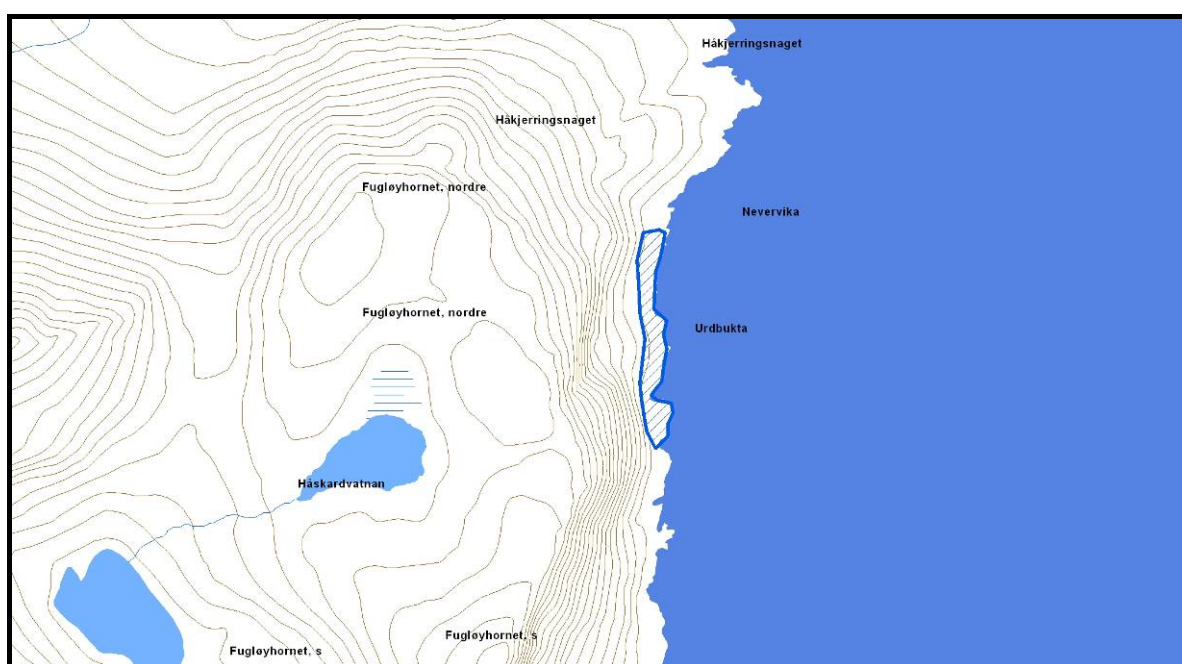 Håkjerringsnaget
Håkjerringsnaget
Fugløyhornet, nordre
Nevervika
Fugløyhornet, nordre
Urdbukta
Håskardvatnan
Fugløyhornet, s
Fugløyhornet, s